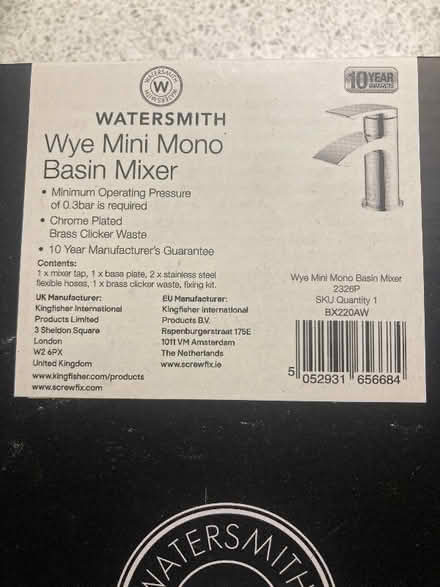 WATERSMITH
WATERSMITH
W
10 YEAR
GUARANTEE
WATERSMITH
Wye Mini Mono
Basin Mixer
• Minimum Operating Pressure
of 0.3bar is required
• Chrome Plated
Brass Clicker Waste
• 10 Year Manufacturer's Guarantee
Contents:
1 x mixer tap, 1 x base plate, 2 x stainless steel
flexible hoses, 1 x brass clicker waste, fixing kit.
UK Manufacturer:
Kingfisher International
Products Limited
3 Sheldon Square
London
W2 6PX
United Kingdom
www.kingfisher.com/products
www.screwfix.com
EU Manufacturer:
Kingfisher International
Products B.V.
Rapenburgerstraat 175E
1011 VM Amsterdam
The Netherlands
www.screwfix.ie
Wye Mini Mono Basin Mixer
2326P
SKU Quantity 1
BX220AW
5 052931 656684
WATERSMITH